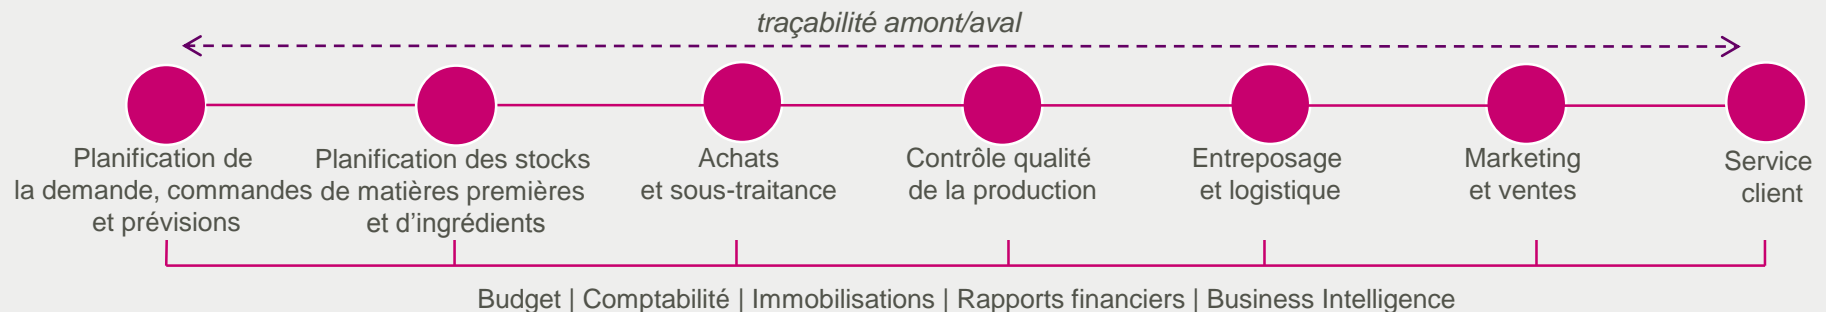 traçabilité amont/aval
Planification de
la demande, commandes
et prévisions
Planification des stocks
de matières premières
et d'ingrédients
Achats
et sous-traitance
Contrôle qualité
de la production
Entreposage
et logistique
Marketing
et ventes
Service
client
Budget | Comptabilité | Immobilisations | Rapports financiers | Business Intelligence